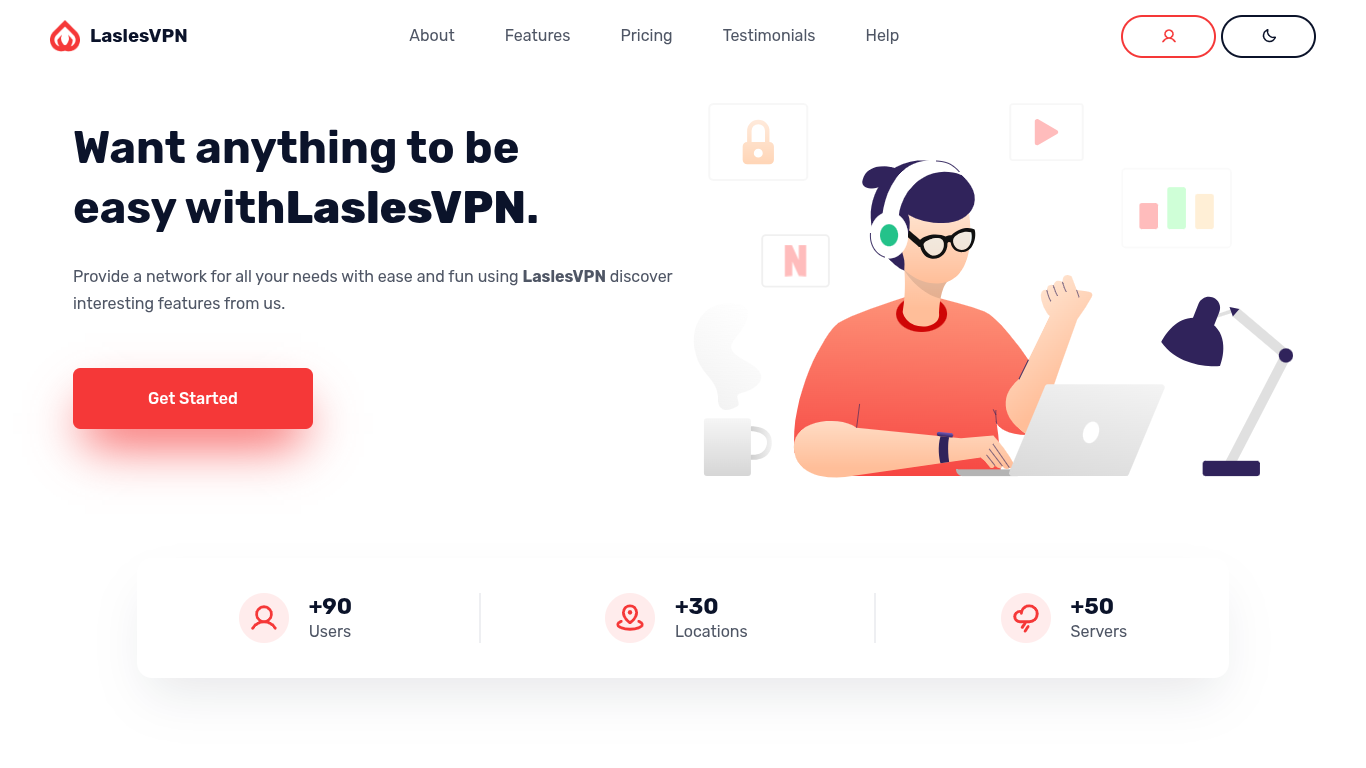 LaslesVPN
About
Features
Pricing
Testimonials
Help
Want anything to be
easy withLaslesVPN.
Provide a network for all your needs with ease and fun using LaslesVPN discover
interesting features from us.
Get Started
N
+90
Users
+30
Locations
+50
Servers